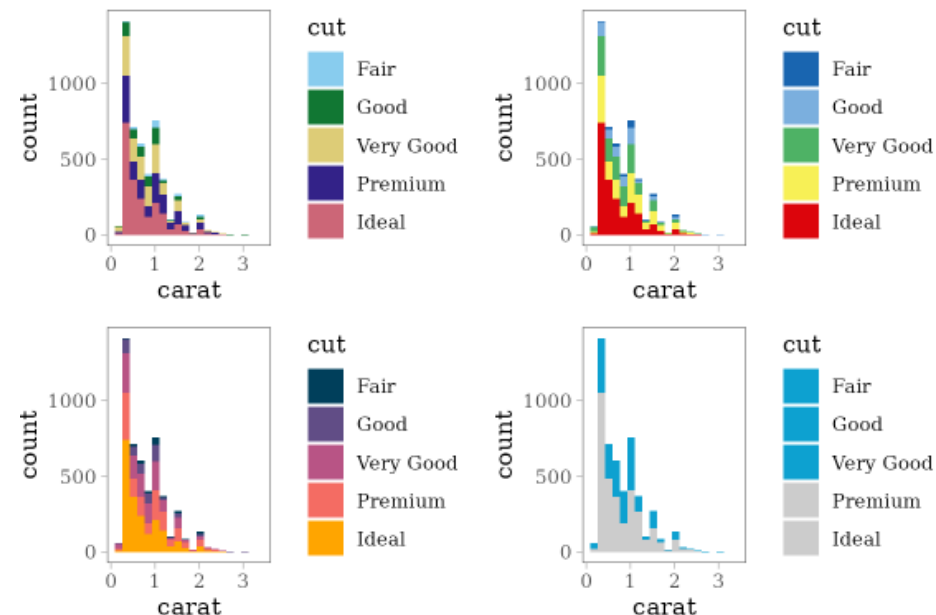 cut
Fair
Good
Very Good
Premium
Ideal
count
1000
500
0
0 1 2 3
carat
cut
Fair
Good
Very Good
Premium
Ideal
count
1000
500
0
0 1 2 3
carat
cut
Fair
Good
Very Good
Premium
Ideal
count
1000
500
0
0 1 2 3
carat
cut
Fair
Good
Very Good
Premium
Ideal
count
1000
500
0
0 1 2 3
carat